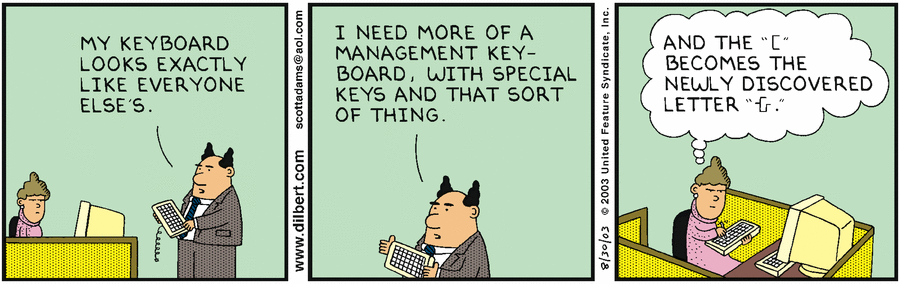 MY KEYBOARD
LOOKS EXACTLY
LIKE EVERYONE
ELSE'S.
www.dilbert.com scottadams@aol.com
I NEED MORE OF A
MANAGEMENT KEY-
BOARD, WITH SPECIAL
KEYS AND THAT SORT
OF THING.
8/30/03 © 2003 United Feature Syndicate, Inc.
AND THE "["
BECOMES THE
NEWLY DISCOVERED
LETTER